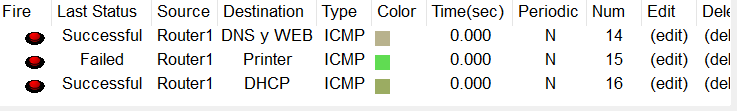 Fire Last Status Source Destination Type Color Time(sec) Periodic Num Edit Dele
Successful Router1 DNS y WEB ICMP 0.000 N 14 (edit) (del
Failed Router1 Printer ICMP 0.000 N 15 (edit) (del
Successful Router1 DHCP ICMP 0.000 N 16 (edit) (del